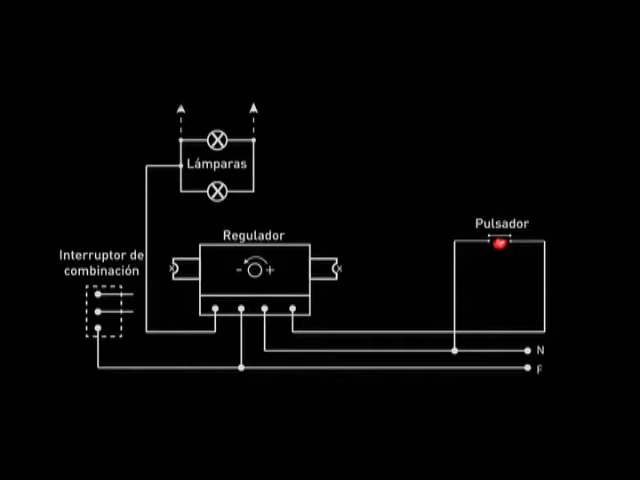 Lámparas
Pulsador
Regulador
Interruptor de
combinación
- +
x x
N
F